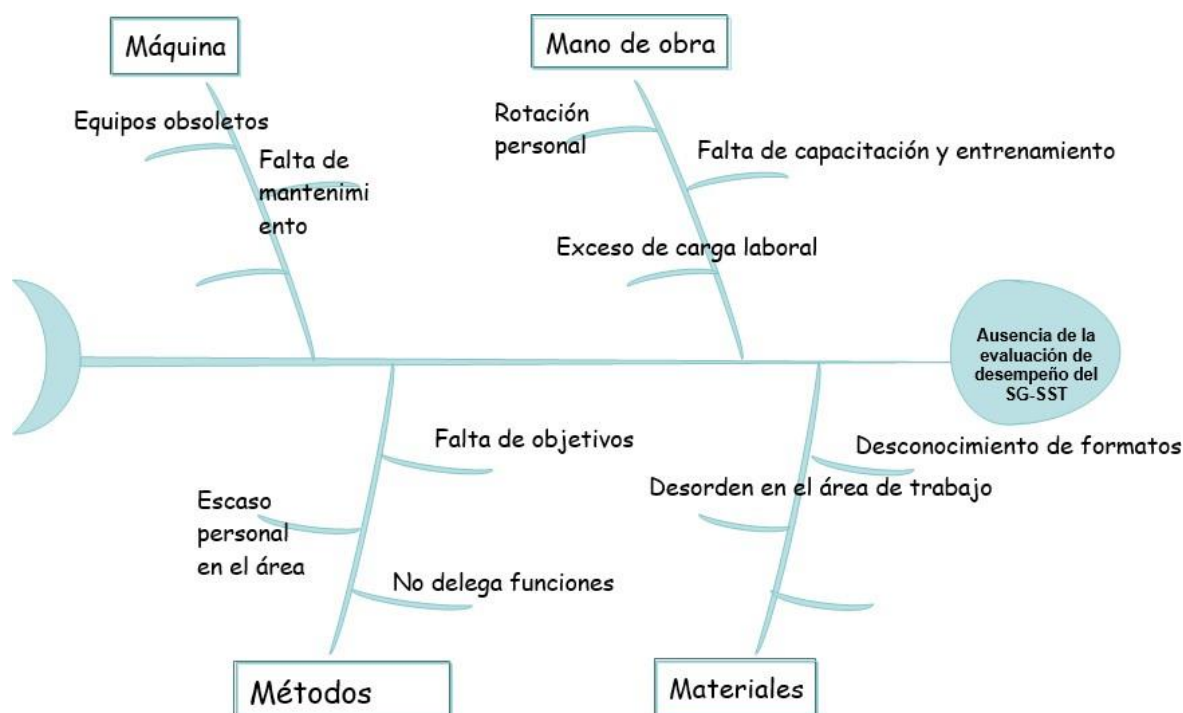 Máquina
Mano de obra
Equipos obsoletos
Falta de
mantenimi
ento
Rotación
personal
Falta de capacitación y entrenamiento
Exceso de carga laboral
Ausencia de la
evaluación de
desempeño del
SG-SST
Falta de objetivos
Escaso
personal
en el área
No delega funciones
Desconocimiento de formatos
Desorden en el área de trabajo
Métodos
Materiales